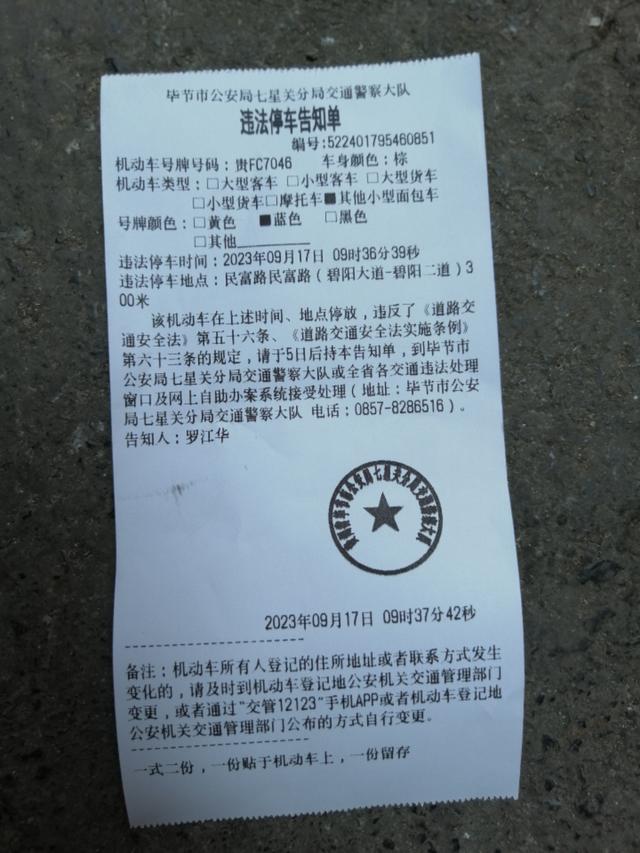 毕节市公安局七星关分局交通警察大队
违法停车告知单
编号:522401795460851
机动车号牌号码：贵FC7046 车身颜色：棕
机动车类型：□大型客车 □小型客车 □大型货车
□小型货车□摩托车■其他小型面包车
号牌颜色：□黄色 ■蓝色 □黑色
□其他________
违法停车时间：2023年09月17日 09时36分39秒
违法停车地点：民富路民富路（碧阳大道-碧阳二道）3
00米
该机动车在上述时间、地点停放，违反了《道路交
通安全法》第五十六条、《道路交通安全法实施条例》
第六十三条的规定，请于5日后持本告知单，到毕节市
公安局七星关分局交通警察大队或全省各交通违法处理
窗口及网上自助办案系统接受处理（地址：毕节市公安
局七星关分局交通警察大队 电话：0857-8286516）。
告知人：罗江华
2023年09月17日 09时37分42秒
备注：机动车所有人登记的住所地址或者联系方式发生
变化的，请及时到机动车登记地公安机关交通管理部门
变更，或者通过“交管12123”手机APP或者机动车登记地
公安机关交通管理部门公布的方式自行变更。
一式二份，一份贴于机动车上，一份留存